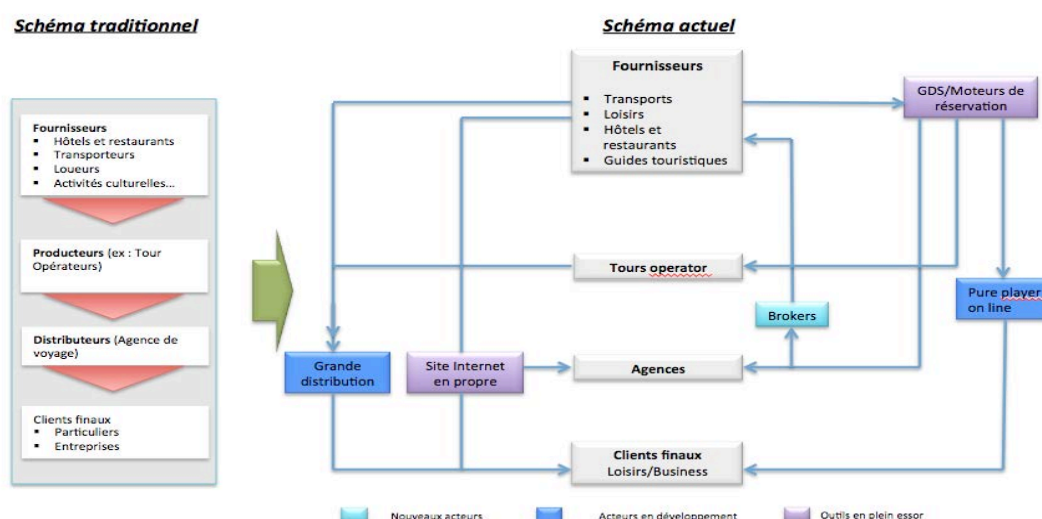 Schéma traditionnel
Fournisseurs
▪ Hôtels et restaurants
▪ Transporteurs
▪ Loueurs
▪ Activités culturelles...
Producteurs (ex : Tour
Opérateurs)
Distributeurs (Agence de
voyage)
Clients finaux
▪ Particuliers
▪ Entreprises
Schéma actuel
Fournisseurs
▪ Transports
▪ Loisirs
▪ Hôtels et
restaurants
▪ Guides touristiques
GDS/Moteurs de
réservation
Tours operator
Brokers
Pure player
on line
Grande
distribution
Site Internet
en propre
Agences
Clients finaux
Loisirs/Business
Nouveaux acteurs
Acteurs en développement
Outils en plein essor